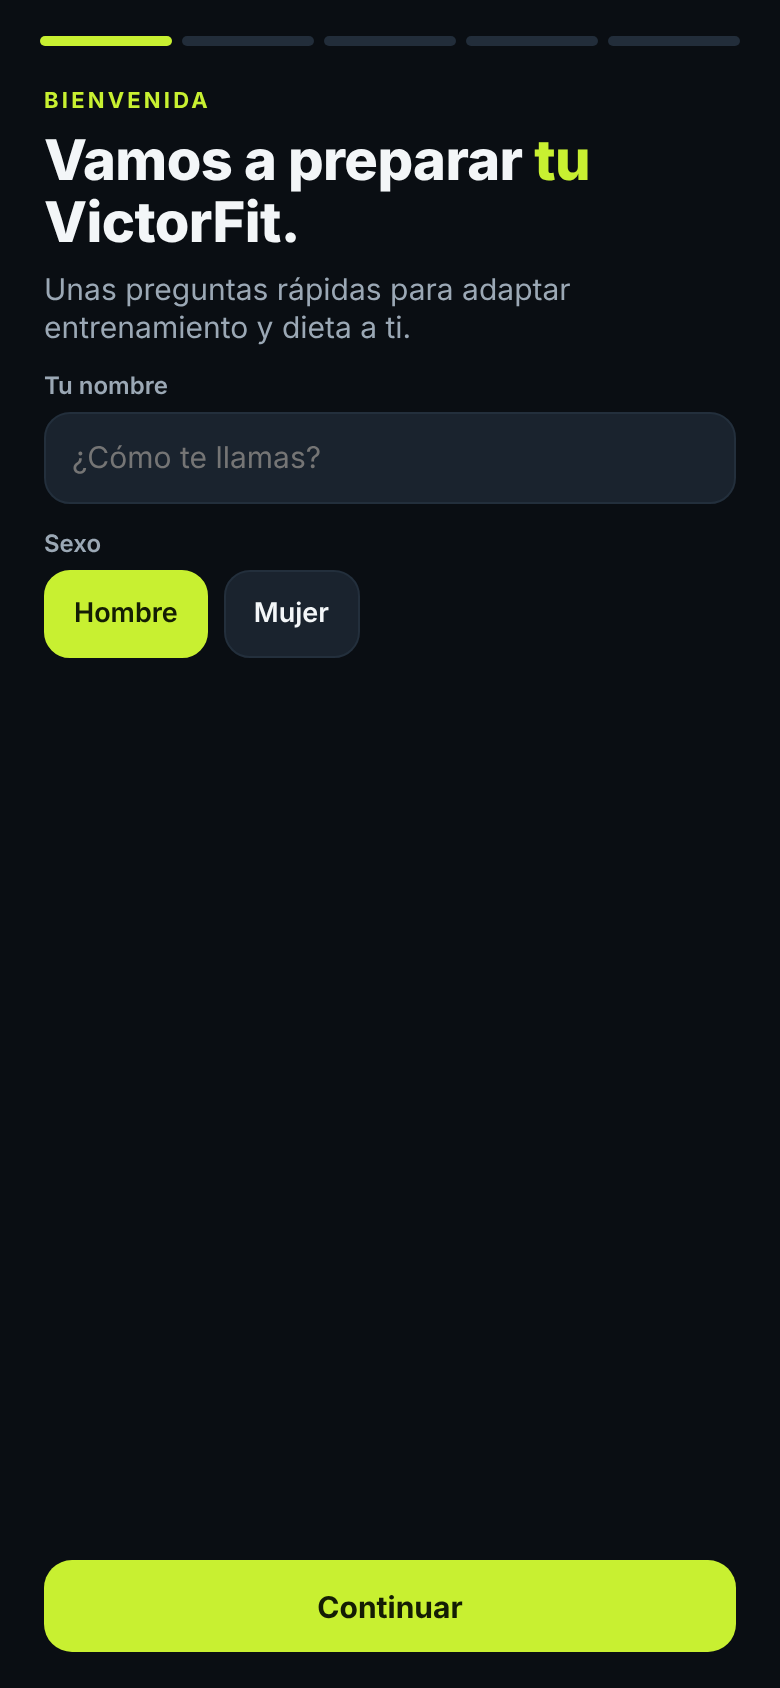 BIENVENIDA
Vamos a preparar tu
VictorFit.
Unas preguntas rápidas para adaptar
entrenamiento y dieta a ti.
Tu nombre
¿Cómo te llamas?
Sexo
Hombre
Mujer
Continuar